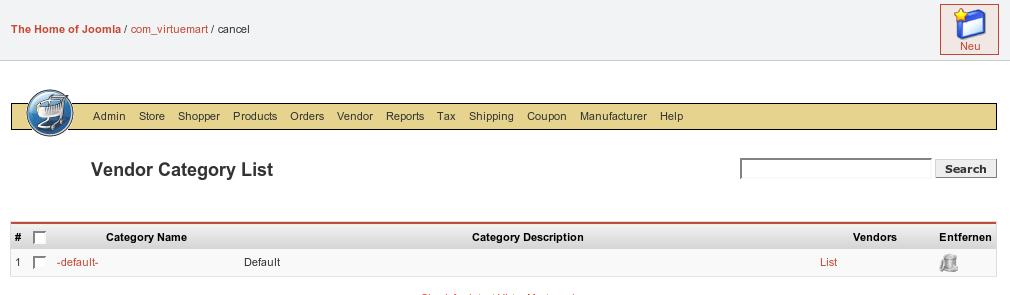 The Home of Joomla / com_virtuemart / cancel
Neu
Admin Store Shopper Products Orders Vendor Reports Tax Shipping Coupon Manufacturer Help
Vendor Category List
Search
# Category Name Category Description Vendors Entfernen
1 -default- Default List